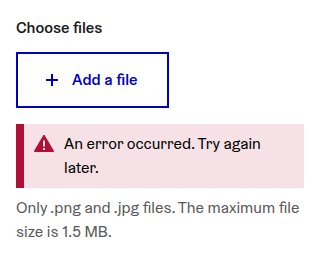 Choose files
+ Add a file
An error occurred. Try again
later.
Only .png and .jpg files. The maximum file
size is 1.5 MB.